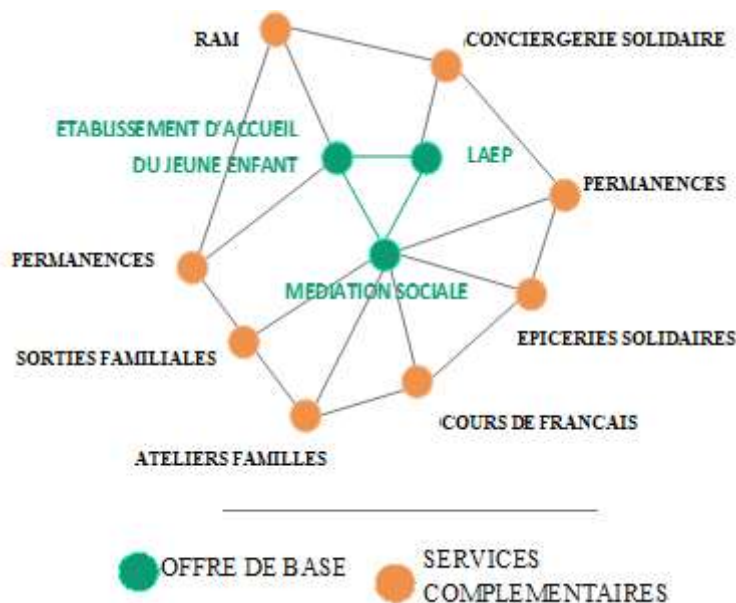 RAM
CONCIERGERIE SOLIDAIRE
ETABLISSEMENT D'ACCUEIL
DU JEUNE ENFANT
LAEP
PERMANENCES
PERMANENCES
MEDIATION SOCIALE
EPICERIES SOLIDAIRES
SORTIES FAMILIALES
COURS DE FRANCAIS
ATELIERS FAMILLES
OFFRE DE BASE
SERVICES
COMPLEMENTAIRES